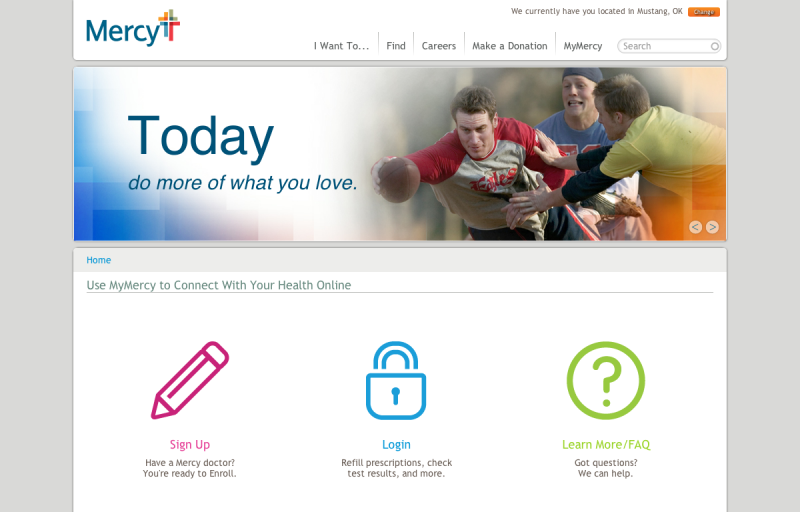 We currently have you located in Mustang, OK
Change
Mercy
I Want To...
Find
Careers
Make a Donation
MyMercy
Search
Today
do more of what you love.
<
>
Home
Use MyMercy to Connect With Your Health Online
Sign Up
Have a Mercy doctor?
You're ready to Enroll.
Login
Refill prescriptions, check
test results, and more.
Learn More/FAQ
Got questions?
We can help.